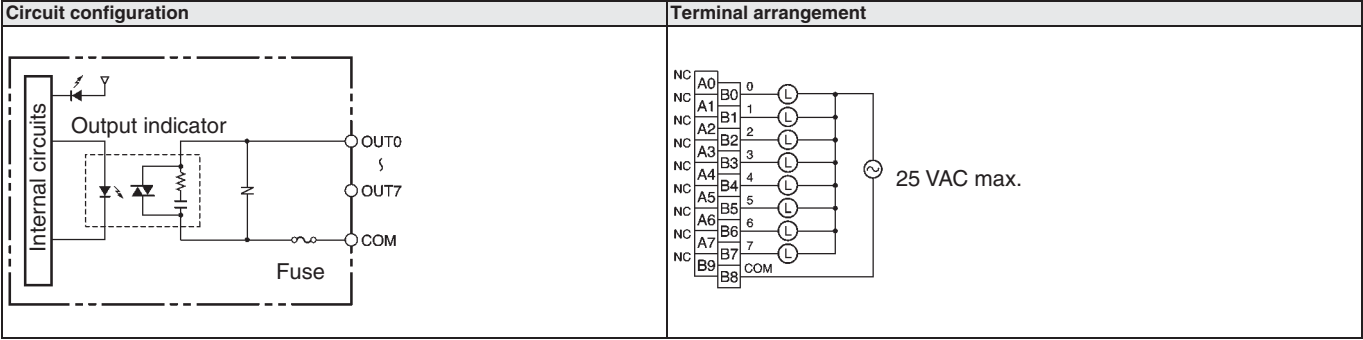 Circuit configuration
Terminal arrangement
Internal circuits
Output indicator
OUT0
OUT7
COM
Fuse
NC
A0
B0
0
L
NC
A1
B1
1
L
NC
A2
B2
2
L
NC
A3
B3
3
L
NC
A4
B4
4
L
NC
A5
B5
5
L
NC
A6
B6
6
L
NC
A7
B7
7
L
NC
B9
B8
COM
25 VAC max.